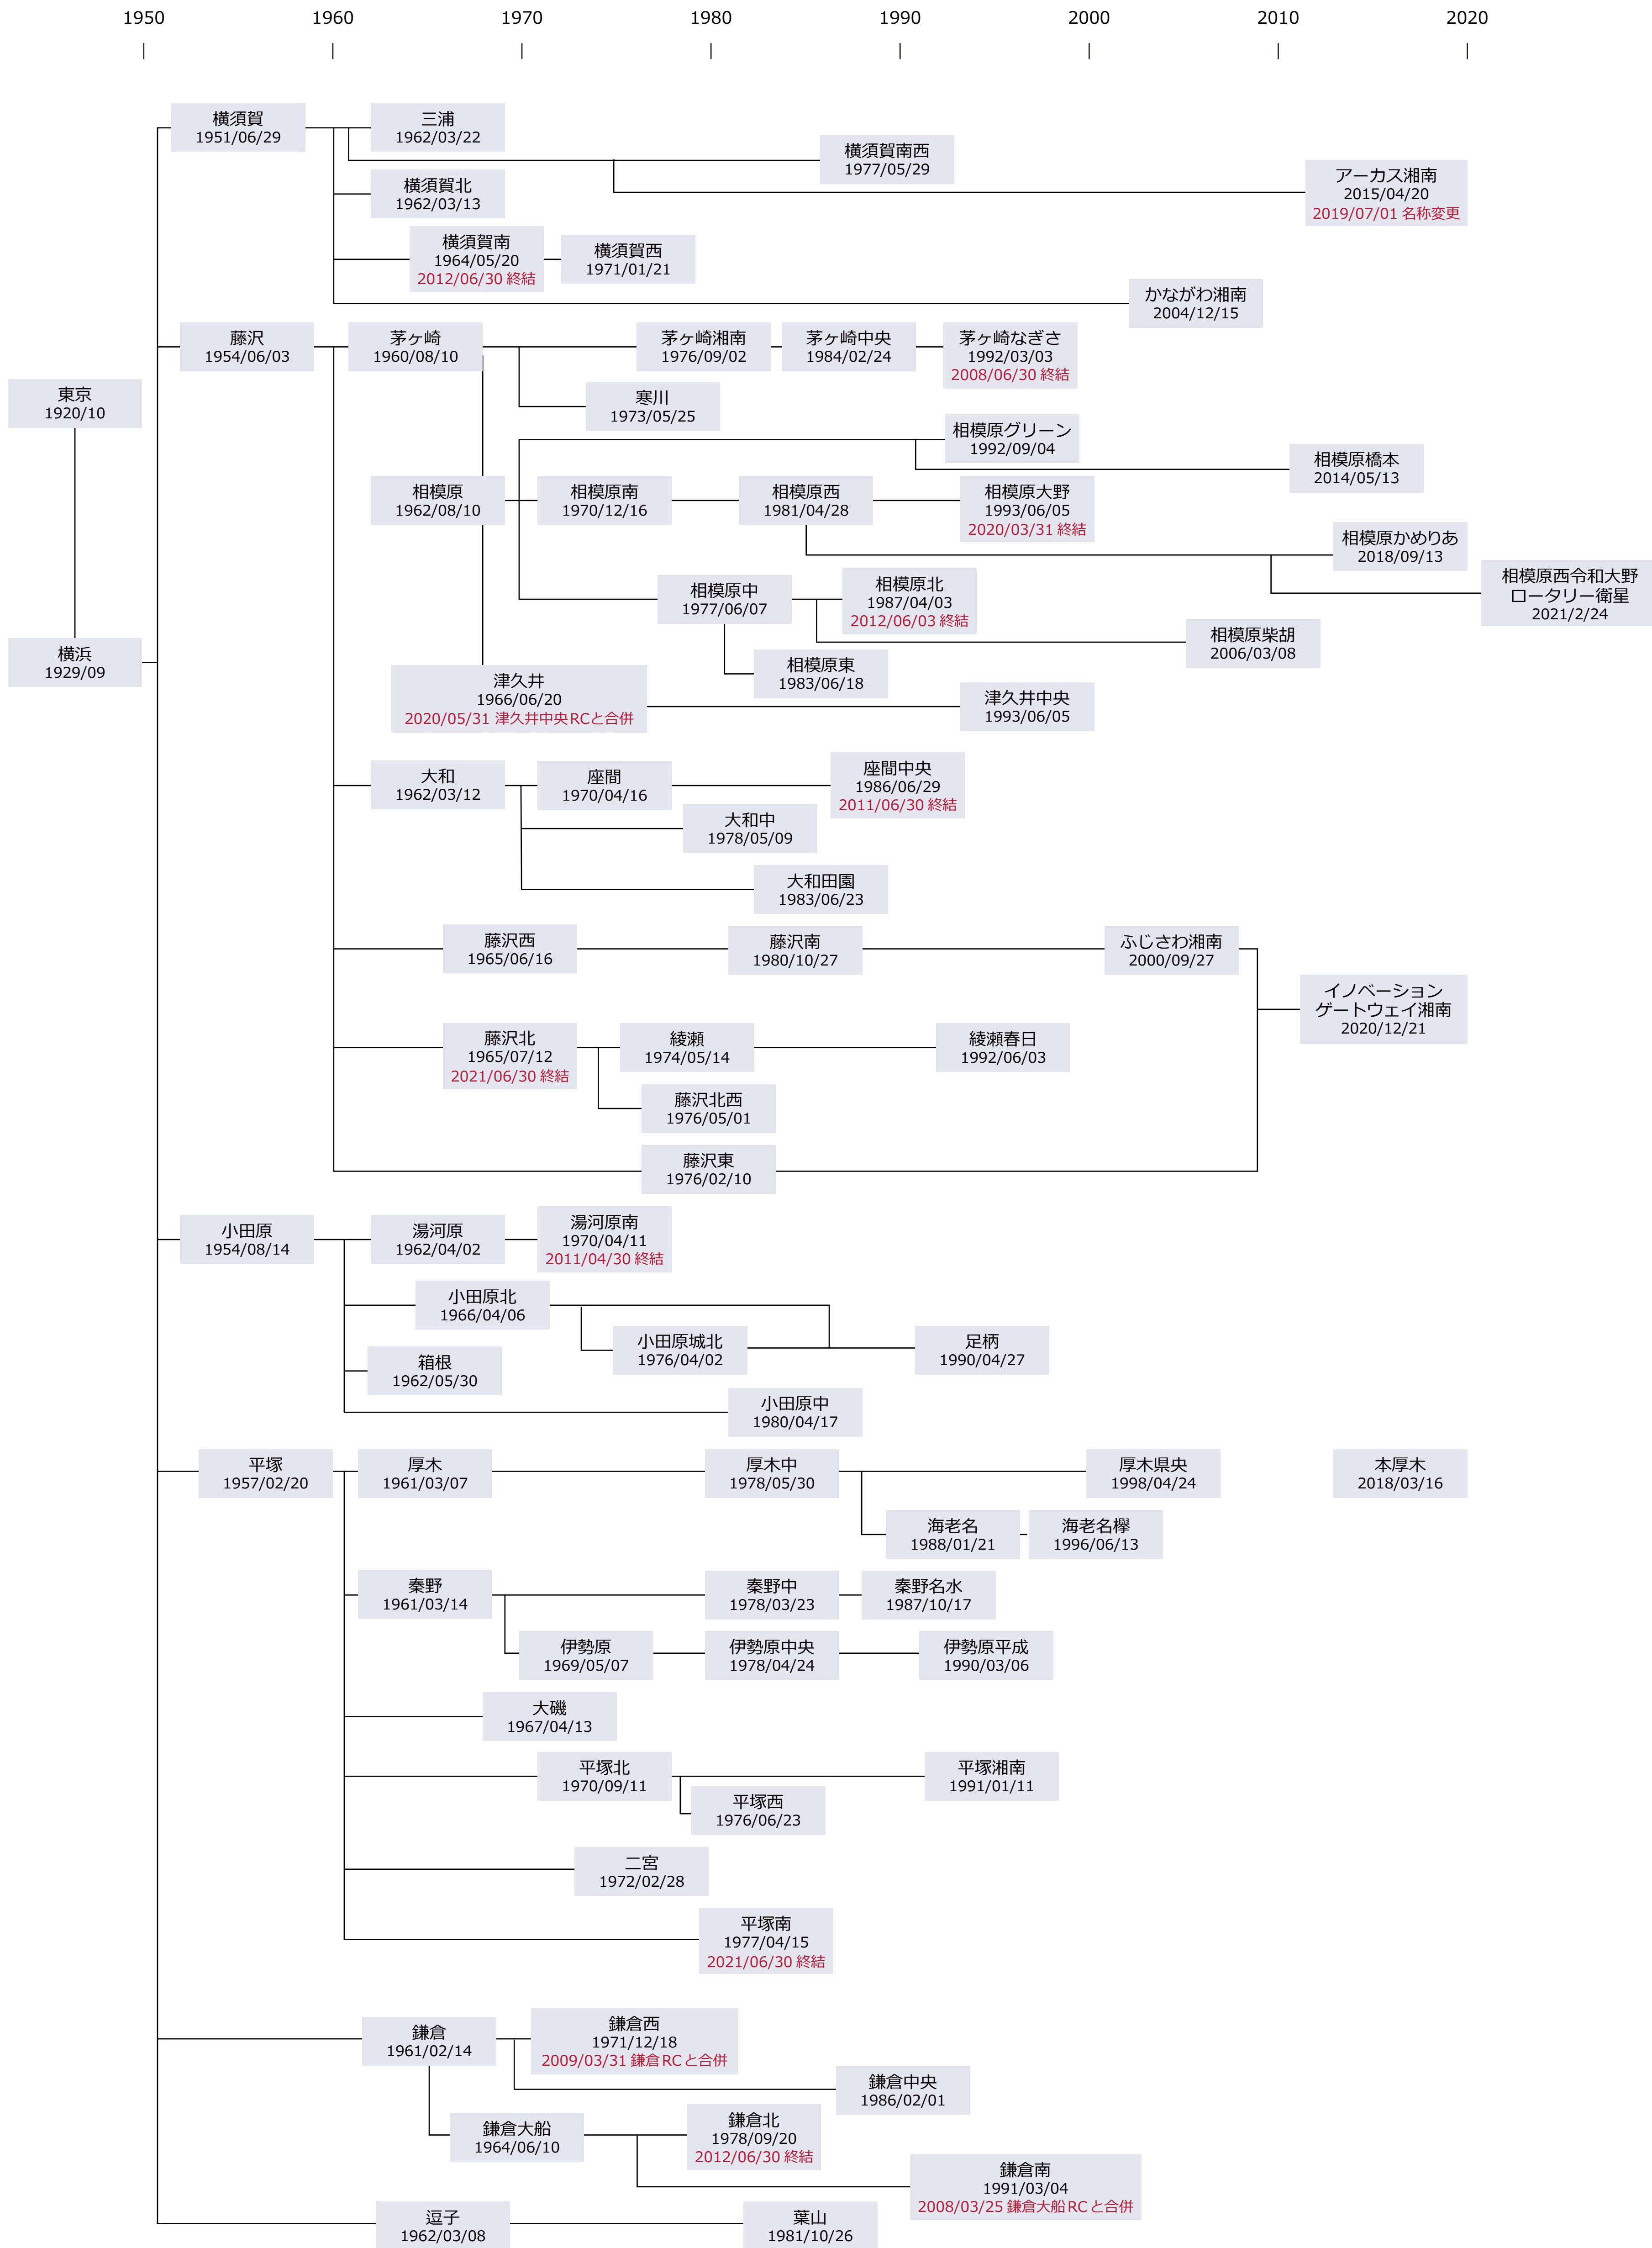 1950
1960
1970
1980
1990
2000
2010
2020
横須賀
1951/06/29
三浦
1962/03/22
横須賀南西
1977/05/29
アーカス湘南
2015/04/20
2019/07/01 名称変更
横須賀北
1962/03/13
横須賀南
1964/05/20
2012/06/30 終結
横須賀西
1971/01/21
かながわ湘南
2004/12/15
藤沢
1954/06/03
茅ヶ崎
1960/08/10
茅ヶ崎湘南
1976/09/02
茅ヶ崎中央
1984/02/24
茅ヶ崎なぎさ
1992/03/03
2008/06/30 終結
東京
1920/10
寒川
1973/05/25
相模原グリーン
1992/09/04
相模原橋本
2014/05/13
相模原
1962/08/10
相模原南
1970/12/16
相模原西
1981/04/28
相模原大野
1993/06/05
2020/03/31 終結
相模原かめりあ
2018/09/13
相模原西令和大野
ロータリー衛星
2021/2/24
相模原中
1977/06/07
相模原北
1987/04/03
2012/06/03 終結
相模原柴胡
2006/03/08
横浜
1929/09
相模原東
1983/06/18
津久井
1966/06/20
2020/05/31 津久井中央RCと合併
津久井中央
1993/06/05
大和
1962/03/12
座間
1970/04/16
座間中央
1986/06/29
2011/06/30 終結
大和中
1978/05/09
大和田園
1983/06/23
藤沢西
1965/06/16
藤沢南
1980/10/27
ふじさわ湘南
2000/09/27
イノベーション
ゲートウェイ湘南
2020/12/21
藤沢北
1965/07/12
2021/06/30 終結
綾瀬
1974/05/14
綾瀬春日
1992/06/03
藤沢北西
1976/05/01
藤沢東
1976/02/10
小田原
1954/08/14
湯河原
1962/04/02
湯河原南
1970/04/11
2011/04/30 終結
小田原北
1966/04/06
小田原城北
1976/04/02
足柄
1990/04/27
箱根
1962/05/30
小田原中
1980/04/17
平塚
1957/02/20
厚木
1961/03/07
厚木中
1978/05/30
厚木県央
1998/04/24
本厚木
2018/03/16
海老名
1988/01/21
海老名欅
1996/06/13
秦野
1961/03/14
秦野中
1978/03/23
秦野名水
1987/10/17
伊勢原
1969/05/07
伊勢原中央
1978/04/24
伊勢原平成
1990/03/06
大磯
1967/04/13
平塚北
1970/09/11
平塚湘南
1991/01/11
平塚西
1976/06/23
二宮
1972/02/28
平塚南
1977/04/15
2021/06/30 終結
鎌倉
1961/02/14
鎌倉西
1971/12/18
2009/03/31 鎌倉RCと合併
鎌倉中央
1986/02/01
鎌倉大船
1964/06/10
鎌倉北
1978/09/20
2012/06/30 終結
鎌倉南
1991/03/04
2008/03/25 鎌倉大船RCと合併
逗子
1962/03/08
葉山
1981/10/26